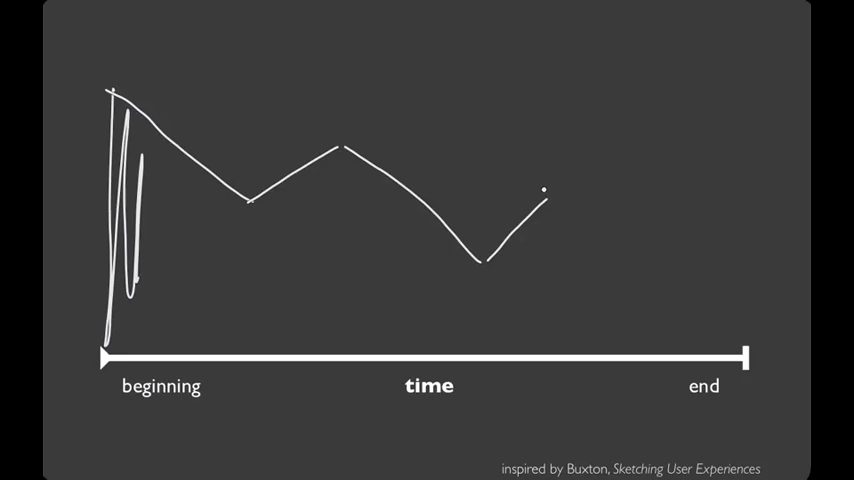 beginning
time
end
inspired by Buxton, Sketching User Experiences